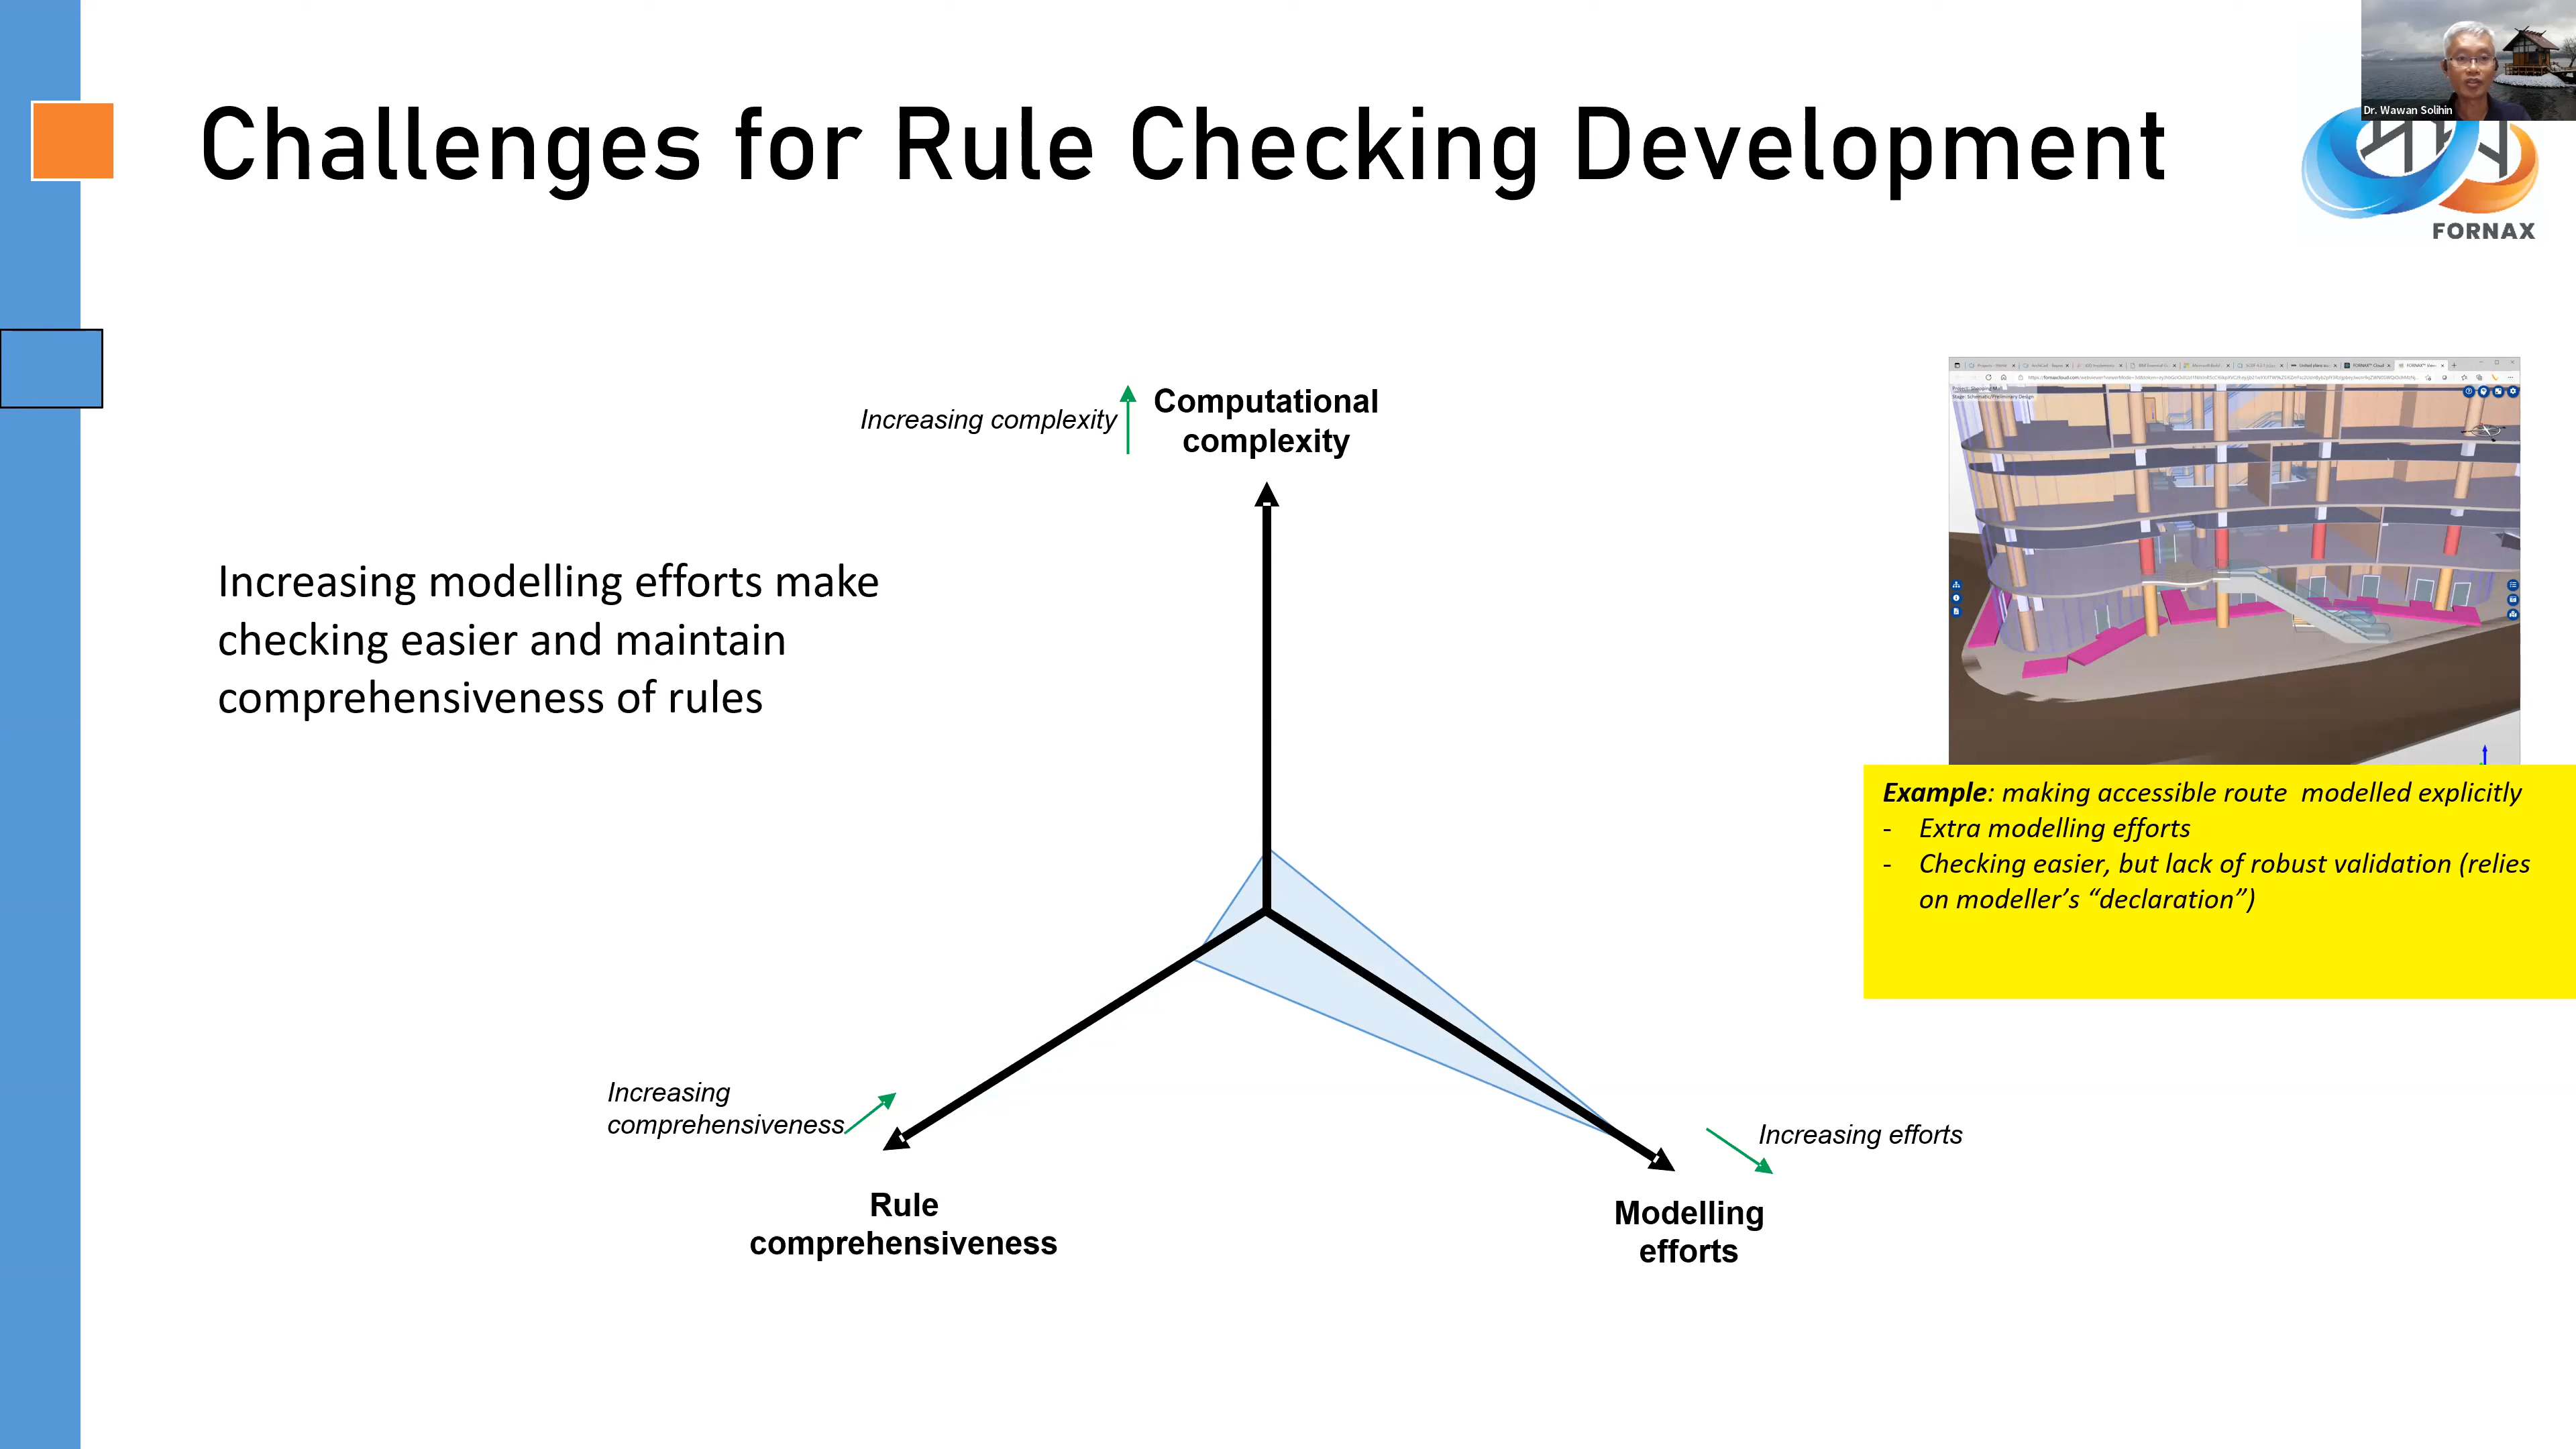 Dr. Wawan Solihin
Challenges for Rule Checking Development
FORNAX
Increasing complexity
Computational
complexity
Increasing modelling efforts make
checking easier and maintain
comprehensiveness of rules
Example: making accessible route  modelled explicitly
- Extra modelling efforts
- Checking easier, but lack of robust validation (relies
on modeller's “declaration”)
Increasing
comprehensiveness
Increasing efforts
Rule
comprehensiveness
Modelling
efforts